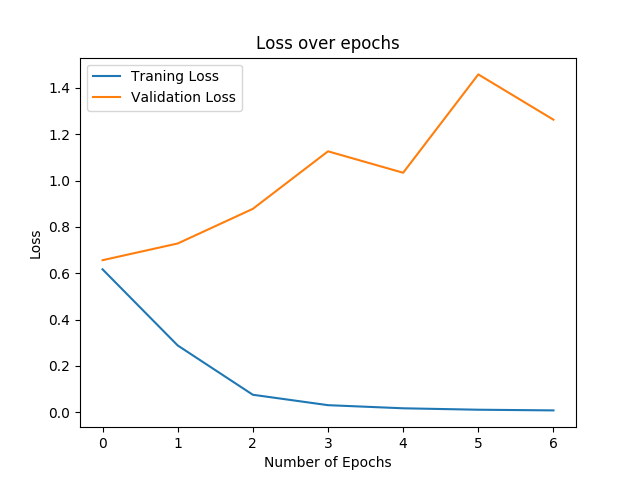 Loss over epochs
Traning Loss
Validation Loss
1.4
1.2
1.0
0.8
0.6
0.4
0.2
0.0
Loss
0 1 2 3 4 5 6
Number of Epochs